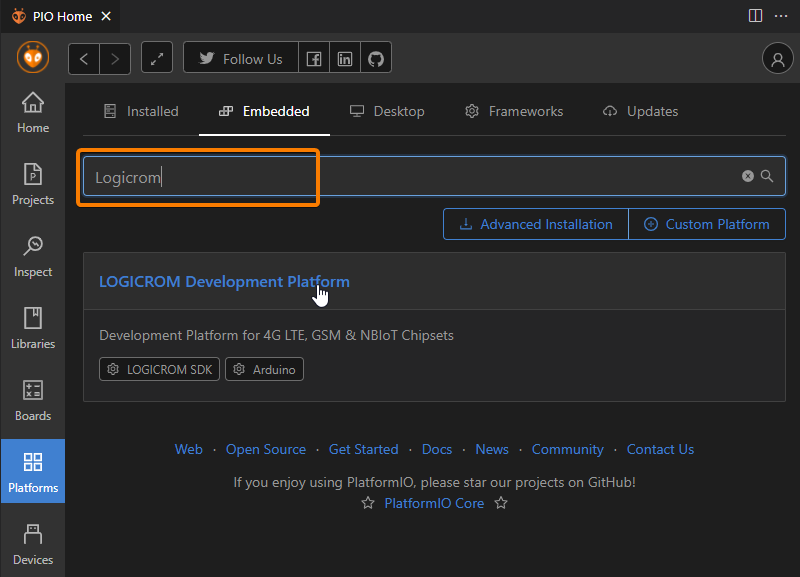 PIO Home
Follow Us
Home
Projects
Inspect
Libraries
Boards
Platforms
Devices
Installed
Embedded
Desktop
Frameworks
Updates
Logicrom
Advanced Installation
Custom Platform
LOGICROM Development Platform
Development Platform for 4G LTE, GSM & NBIoT Chipsets
LOGICROM SDK
Arduino
Web · Open Source · Get Started · Docs · News · Community · Contact Us
If you enjoy using PlatformIO, please star our projects on GitHub!
PlatformIO Core